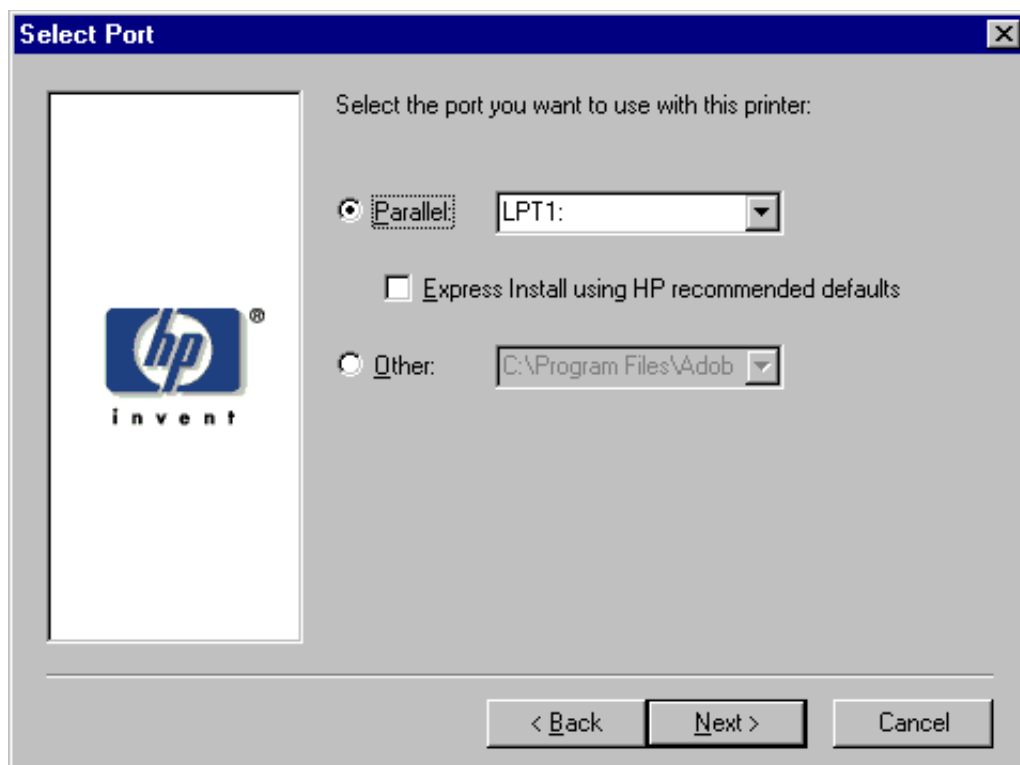 Select Port
Select the port you want to use with this printer:
Parallel: LPT1:
Express Install using HP recommended defaults
Other: C:\Program Files\Adob
hp ®
invent
< Back Next > Cancel